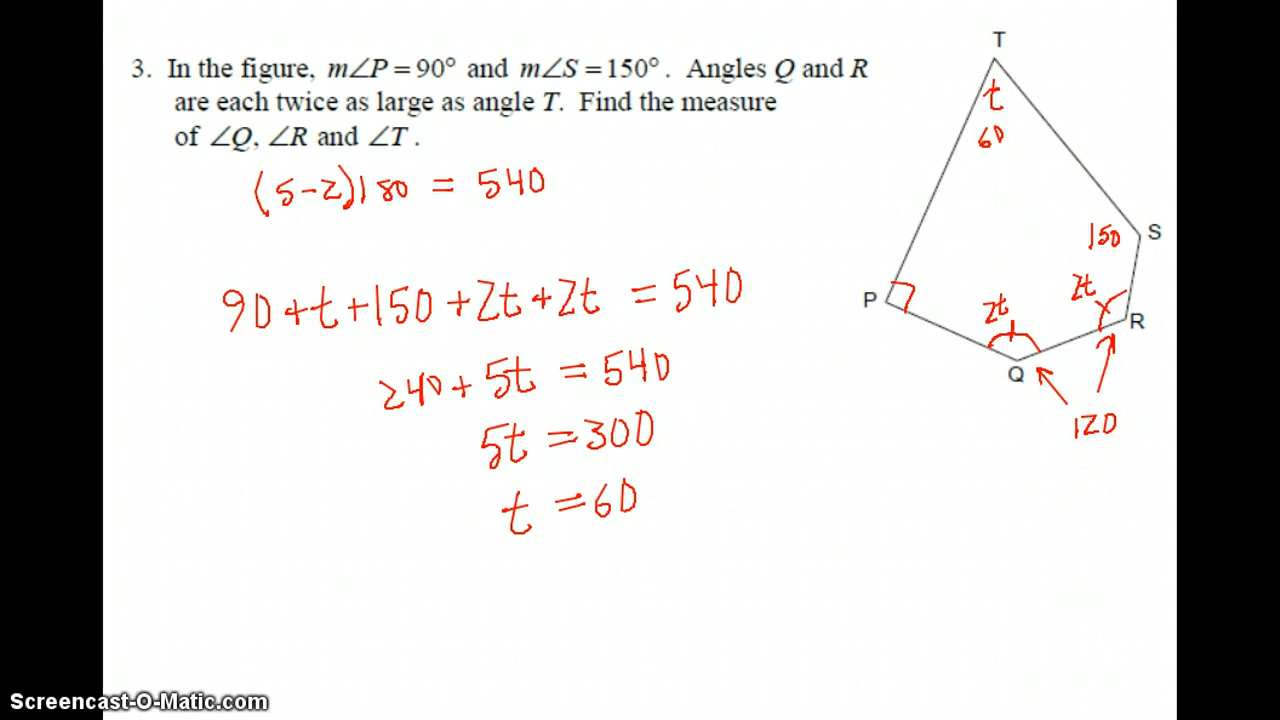 T
3. In the figure, m∠P = 90° and m∠S = 150°. Angles Q and R
are each twice as large as angle T. Find the measure
of ∠Q, ∠R and ∠T.
t
60
(5-2)180 = 540
150 S
90 + t + 150 + 2t + 2t = 540
P
2t
2t
R
Q
240 + 5t = 540
120
5t = 300
t = 60
Screencast-O-Matic.com